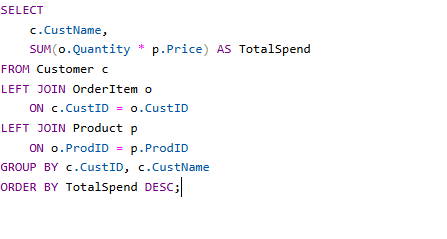 SELECT
    c.CustName,
    SUM(o.Quantity * p.Price) AS TotalSpend
FROM Customer c
LEFT JOIN OrderItem o
    ON c.CustID = o.CustID
LEFT JOIN Product p
    ON o.ProdID = p.ProdID
GROUP BY c.CustID, c.CustName
ORDER BY TotalSpend DESC;